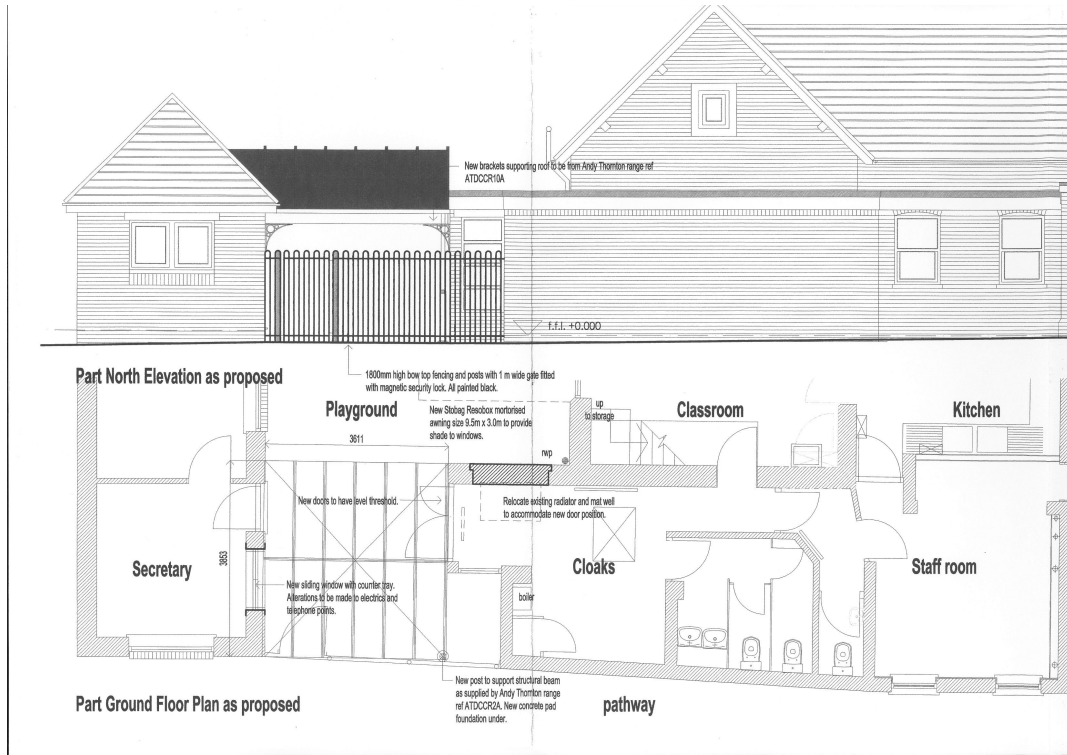 New brackets supporting roof to be from Andy Thornton range ref
ATDCCR10A
f.f.l. +0.000
Part North Elevation as proposed
1800mm high bow top fencing and posts with 1 m wide gate fitted
with magnetic security lock. All painted black.
Playground
3611
New Stobag Resobox mortorised
awning size 9.5m x 3.0m to provide
shade to windows.
rwp
up
to storage
Classroom
Kitchen
New doors to have level threshold.
Relocate existing radiator and mat well
to accommodate new door position.
3853
Secretary
Cloaks
Staff room
New sliding window with counter tray.
Alterations to be made to electrics and
telephone points.
boiler
New post to support structural beam
as supplied by Andy Thornton range
ref ATDCCR2A. New concrete pad
foundation under.
Part Ground Floor Plan as proposed
pathway